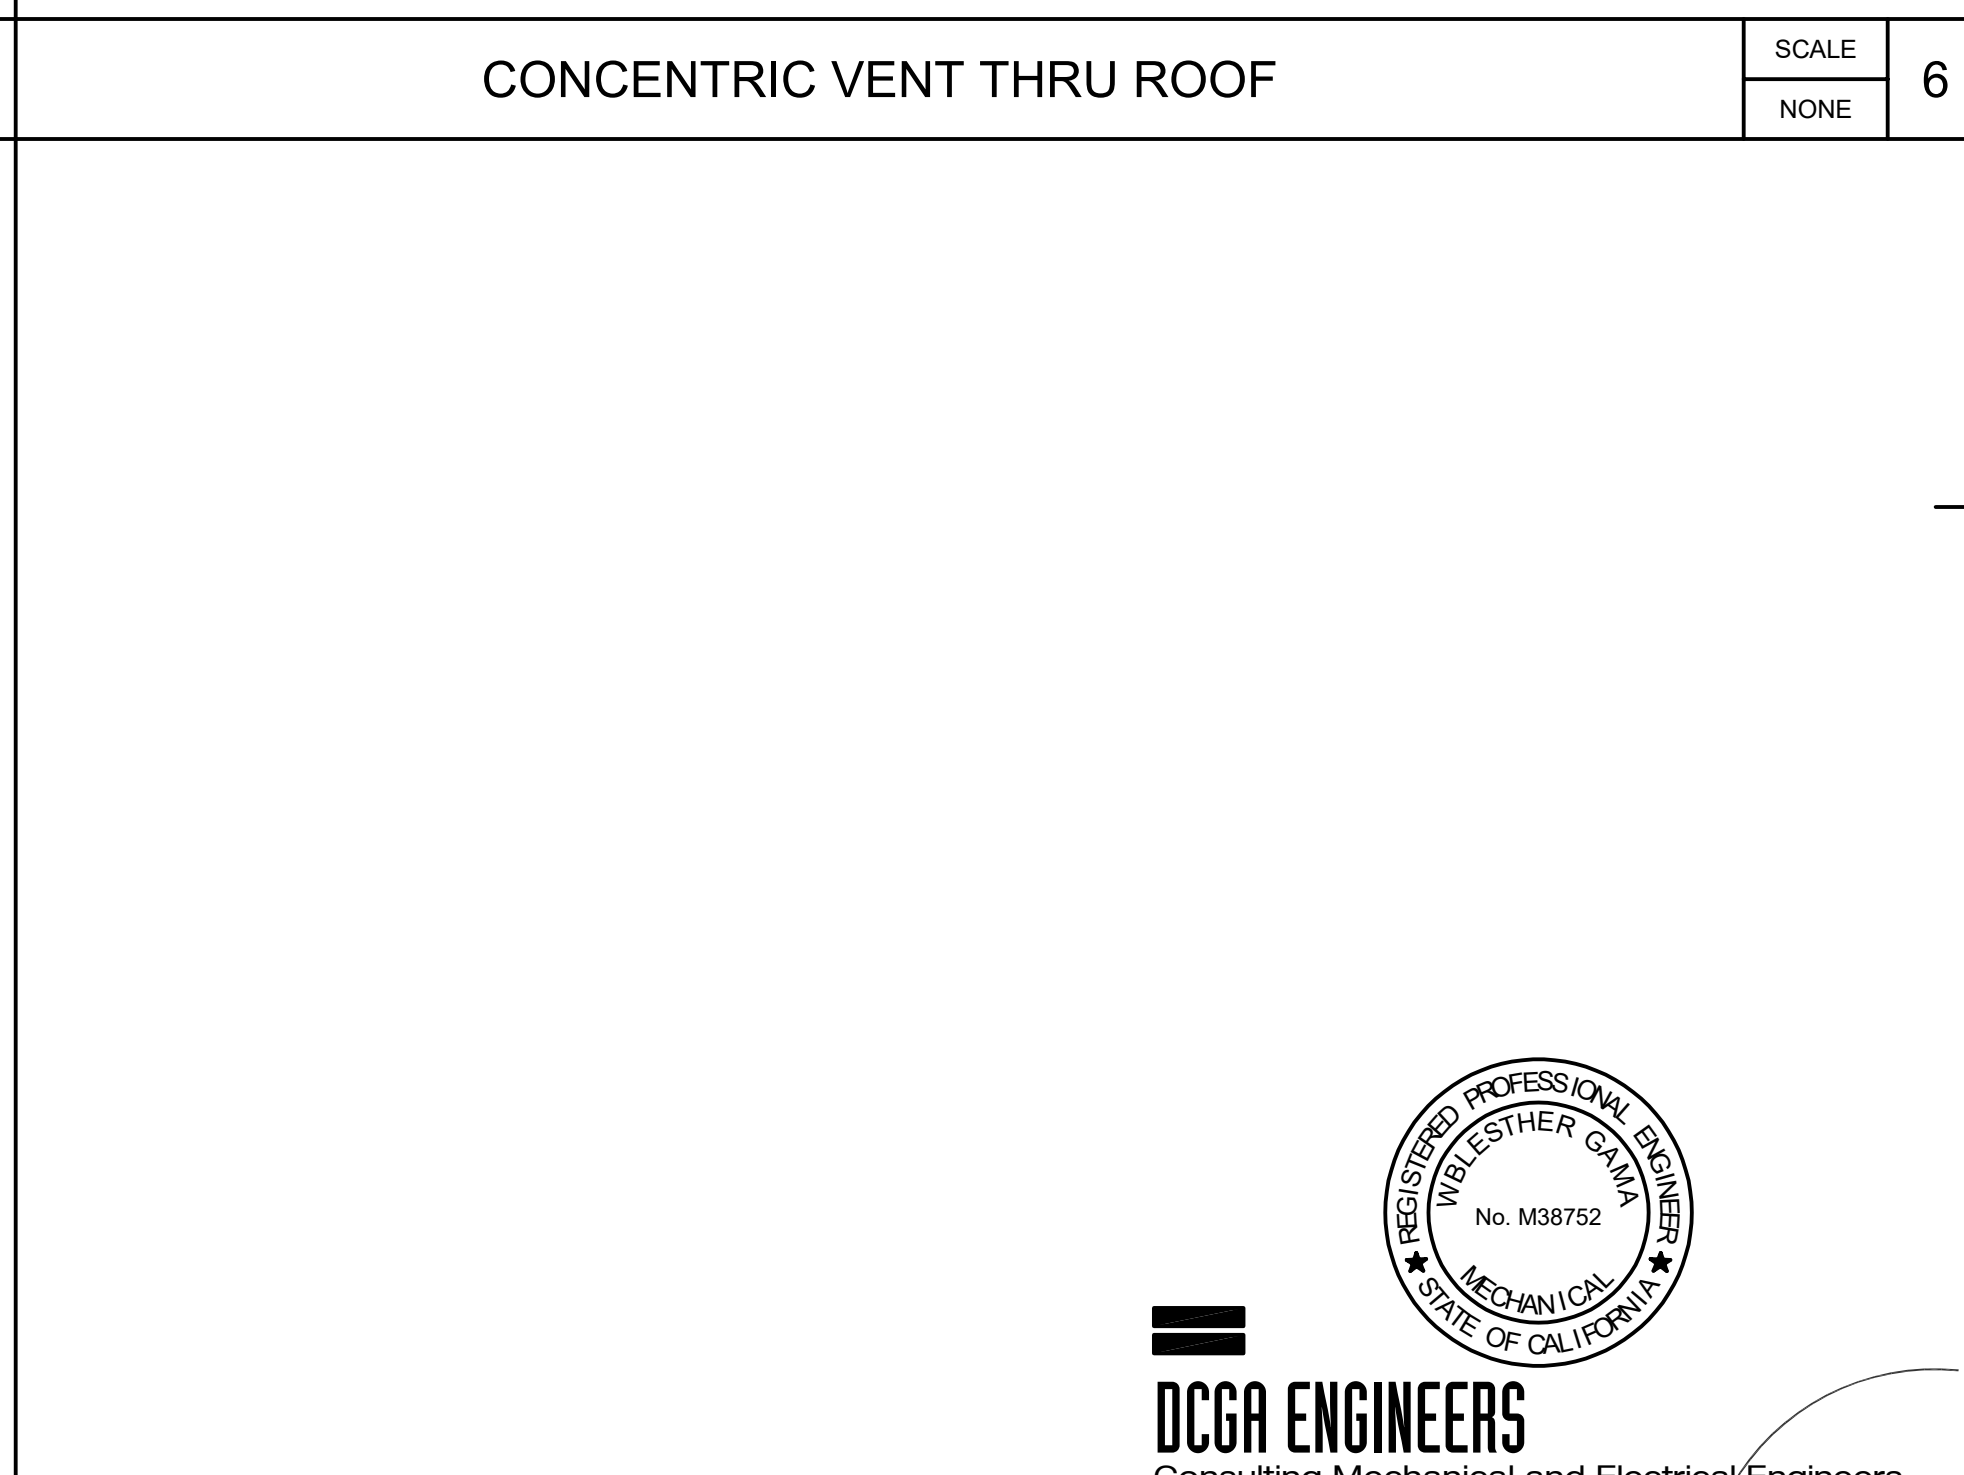 CONCENTRIC VENT THRU ROOF
SCALE
NONE
6
REGISTERED PROFESSIONAL ENGINEER
WBLESTHER GAMA
No. M38752
MECHANICAL
STATE OF CALIFORNIA
DCGA ENGINEERS
Consulting Mechanical and Electrical Engineers